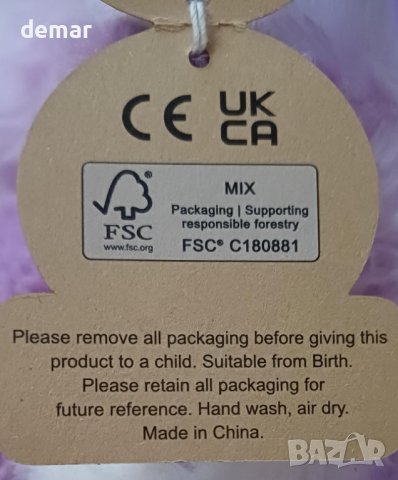 demar
CE UK
CA
FSC
www.fsc.org
MIX
Packaging | Supporting
responsible forestry
FSC® C180881
Please remove all packaging before giving this
product to a child. Suitable from Birth.
Please retain all packaging for
future reference. Hand wash, air dry.
Made in China.
BAZAR